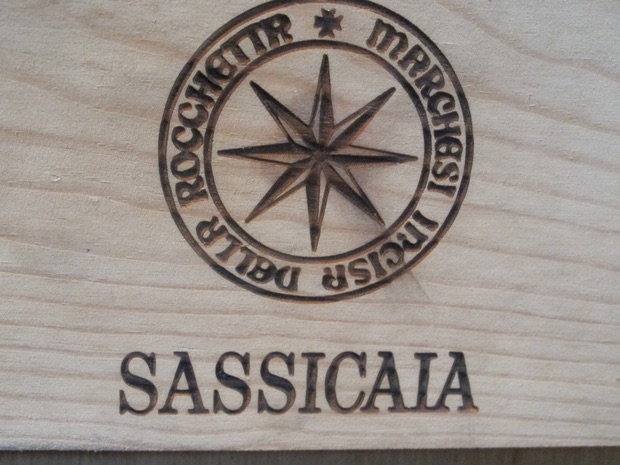 MARCHESI INCISA DELLA ROCCHETTA
SASSICAIA